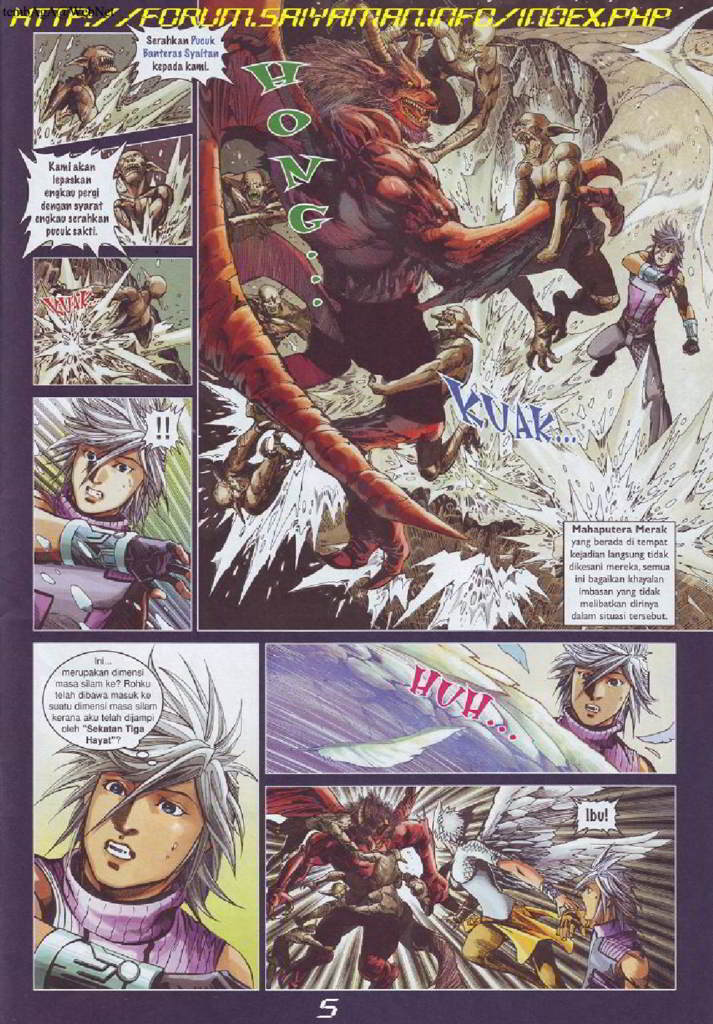 HTTP://FORUM.SAIYAMAN.INFO/INDEX.PHP
Serahkan Pucuk
Banteras Syaitan
kepada kami.
HONG...
Kami akan
lepaskan
engkau pergi
dengan syarat
engkau serahkan
pucuk sakti.
KUAK
KUAK...
!!
Mahaputera Merak
yang berada di tempat
kejadian langsung tidak
dikesani mereka, semua
ini bagaikan khayalan
imbasan yang tidak
melibatkan dirinya
dalam situasi tersebut.
Ini...
merupakan dimensi
masa silam ke? Rohku
telah dibawa masuk ke
suatu dimensi masa silam
kerana aku telah dijampi
oleh "Sekatan Tiga
Hayat"?
HUH...
Ibu!
5